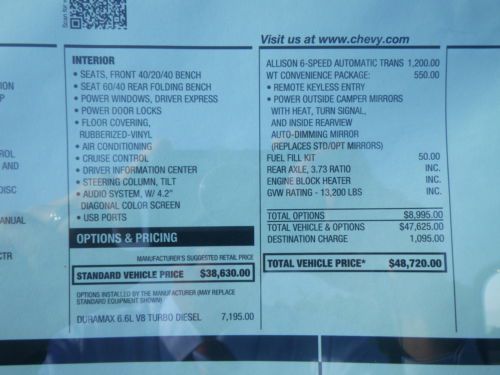 Scan for m
Visit us at www.chevy.com
ION
P
ROL
AND
DISC
ANUAL
CTR
INTERIOR
• SEATS, FRONT 40/20/40 BENCH
• SEAT 60/40 REAR FOLDING BENCH
• POWER WINDOWS, DRIVER EXPRESS
• POWER DOOR LOCKS
• FLOOR COVERING,
RUBBERIZED-VINYL
• AIR CONDITIONING
• CRUISE CONTROL
• DRIVER INFORMATION CENTER
• STEERING COLUMN, TILT
• AUDIO SYSTEM, W/ 4.2"
DIAGONAL COLOR SCREEN
• USB PORTS
OPTIONS & PRICING
MANUFACTURER'S SUGGESTED RETAIL PRICE
STANDARD VEHICLE PRICE $38,630.00
OPTIONS INSTALLED BY THE MANUFACTURER (MAY REPLACE
STANDARD EQUIPMENT SHOWN)
DURAMAX 6.6L V8 TURBO DIESEL 7,195.00
ALLISON 6-SPEED AUTOMATIC TRANS 1,200.00
WT CONVENIENCE PACKAGE: 550.00
• REMOTE KEYLESS ENTRY
• POWER OUTSIDE CAMPER MIRRORS
WITH HEAT, TURN SIGNAL,
AND INSIDE REARVIEW
AUTO-DIMMING MIRROR
(REPLACES STD/OPT MIRRORS)
FUEL FILL KIT 50.00
REAR AXLE, 3.73 RATIO INC.
ENGINE BLOCK HEATER INC.
GVW RATING - 13,200 LBS INC.
TOTAL OPTIONS $8,995.00
TOTAL VEHICLE & OPTIONS $47,625.00
DESTINATION CHARGE 1,095.00
TOTAL VEHICLE PRICE* $48,720.00